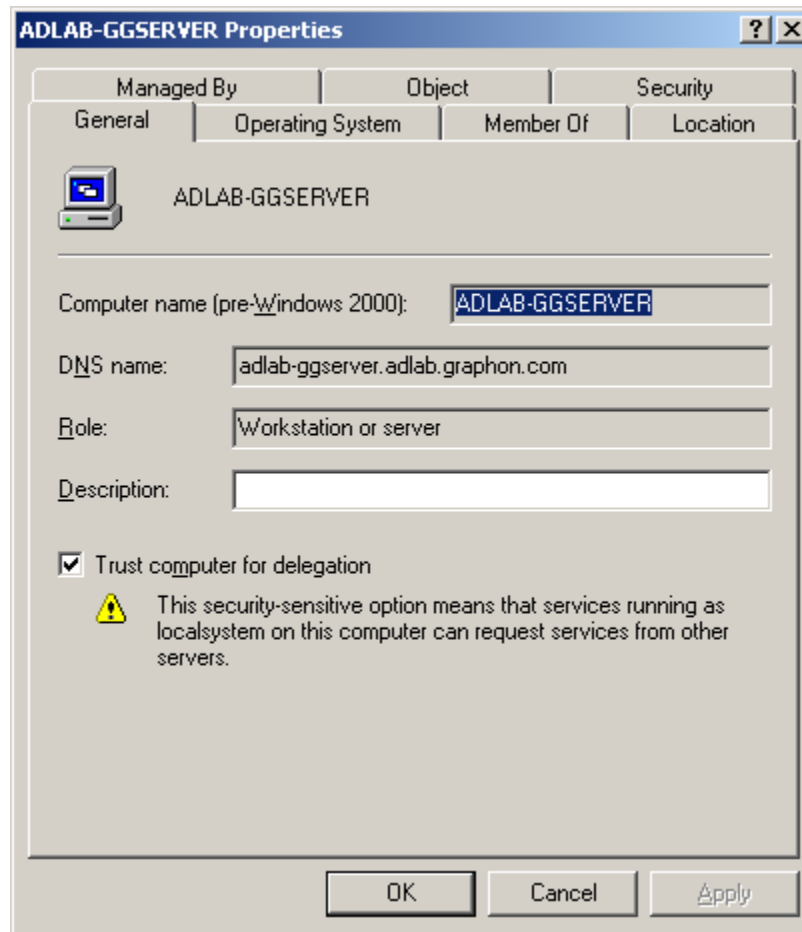 ADLAB-GGSERVER Properties
Managed By Object Security
General Operating System Member Of Location
ADLAB-GGSERVER
Computer name (pre-Windows 2000): ADLAB-GGSERVER
DNS name: adlab-ggserver.adlab.graphon.com
Role: Workstation or server
Description:
Trust computer for delegation
This security-sensitive option means that services running as
localsystem on this computer can request services from other
servers.
OK Cancel Apply